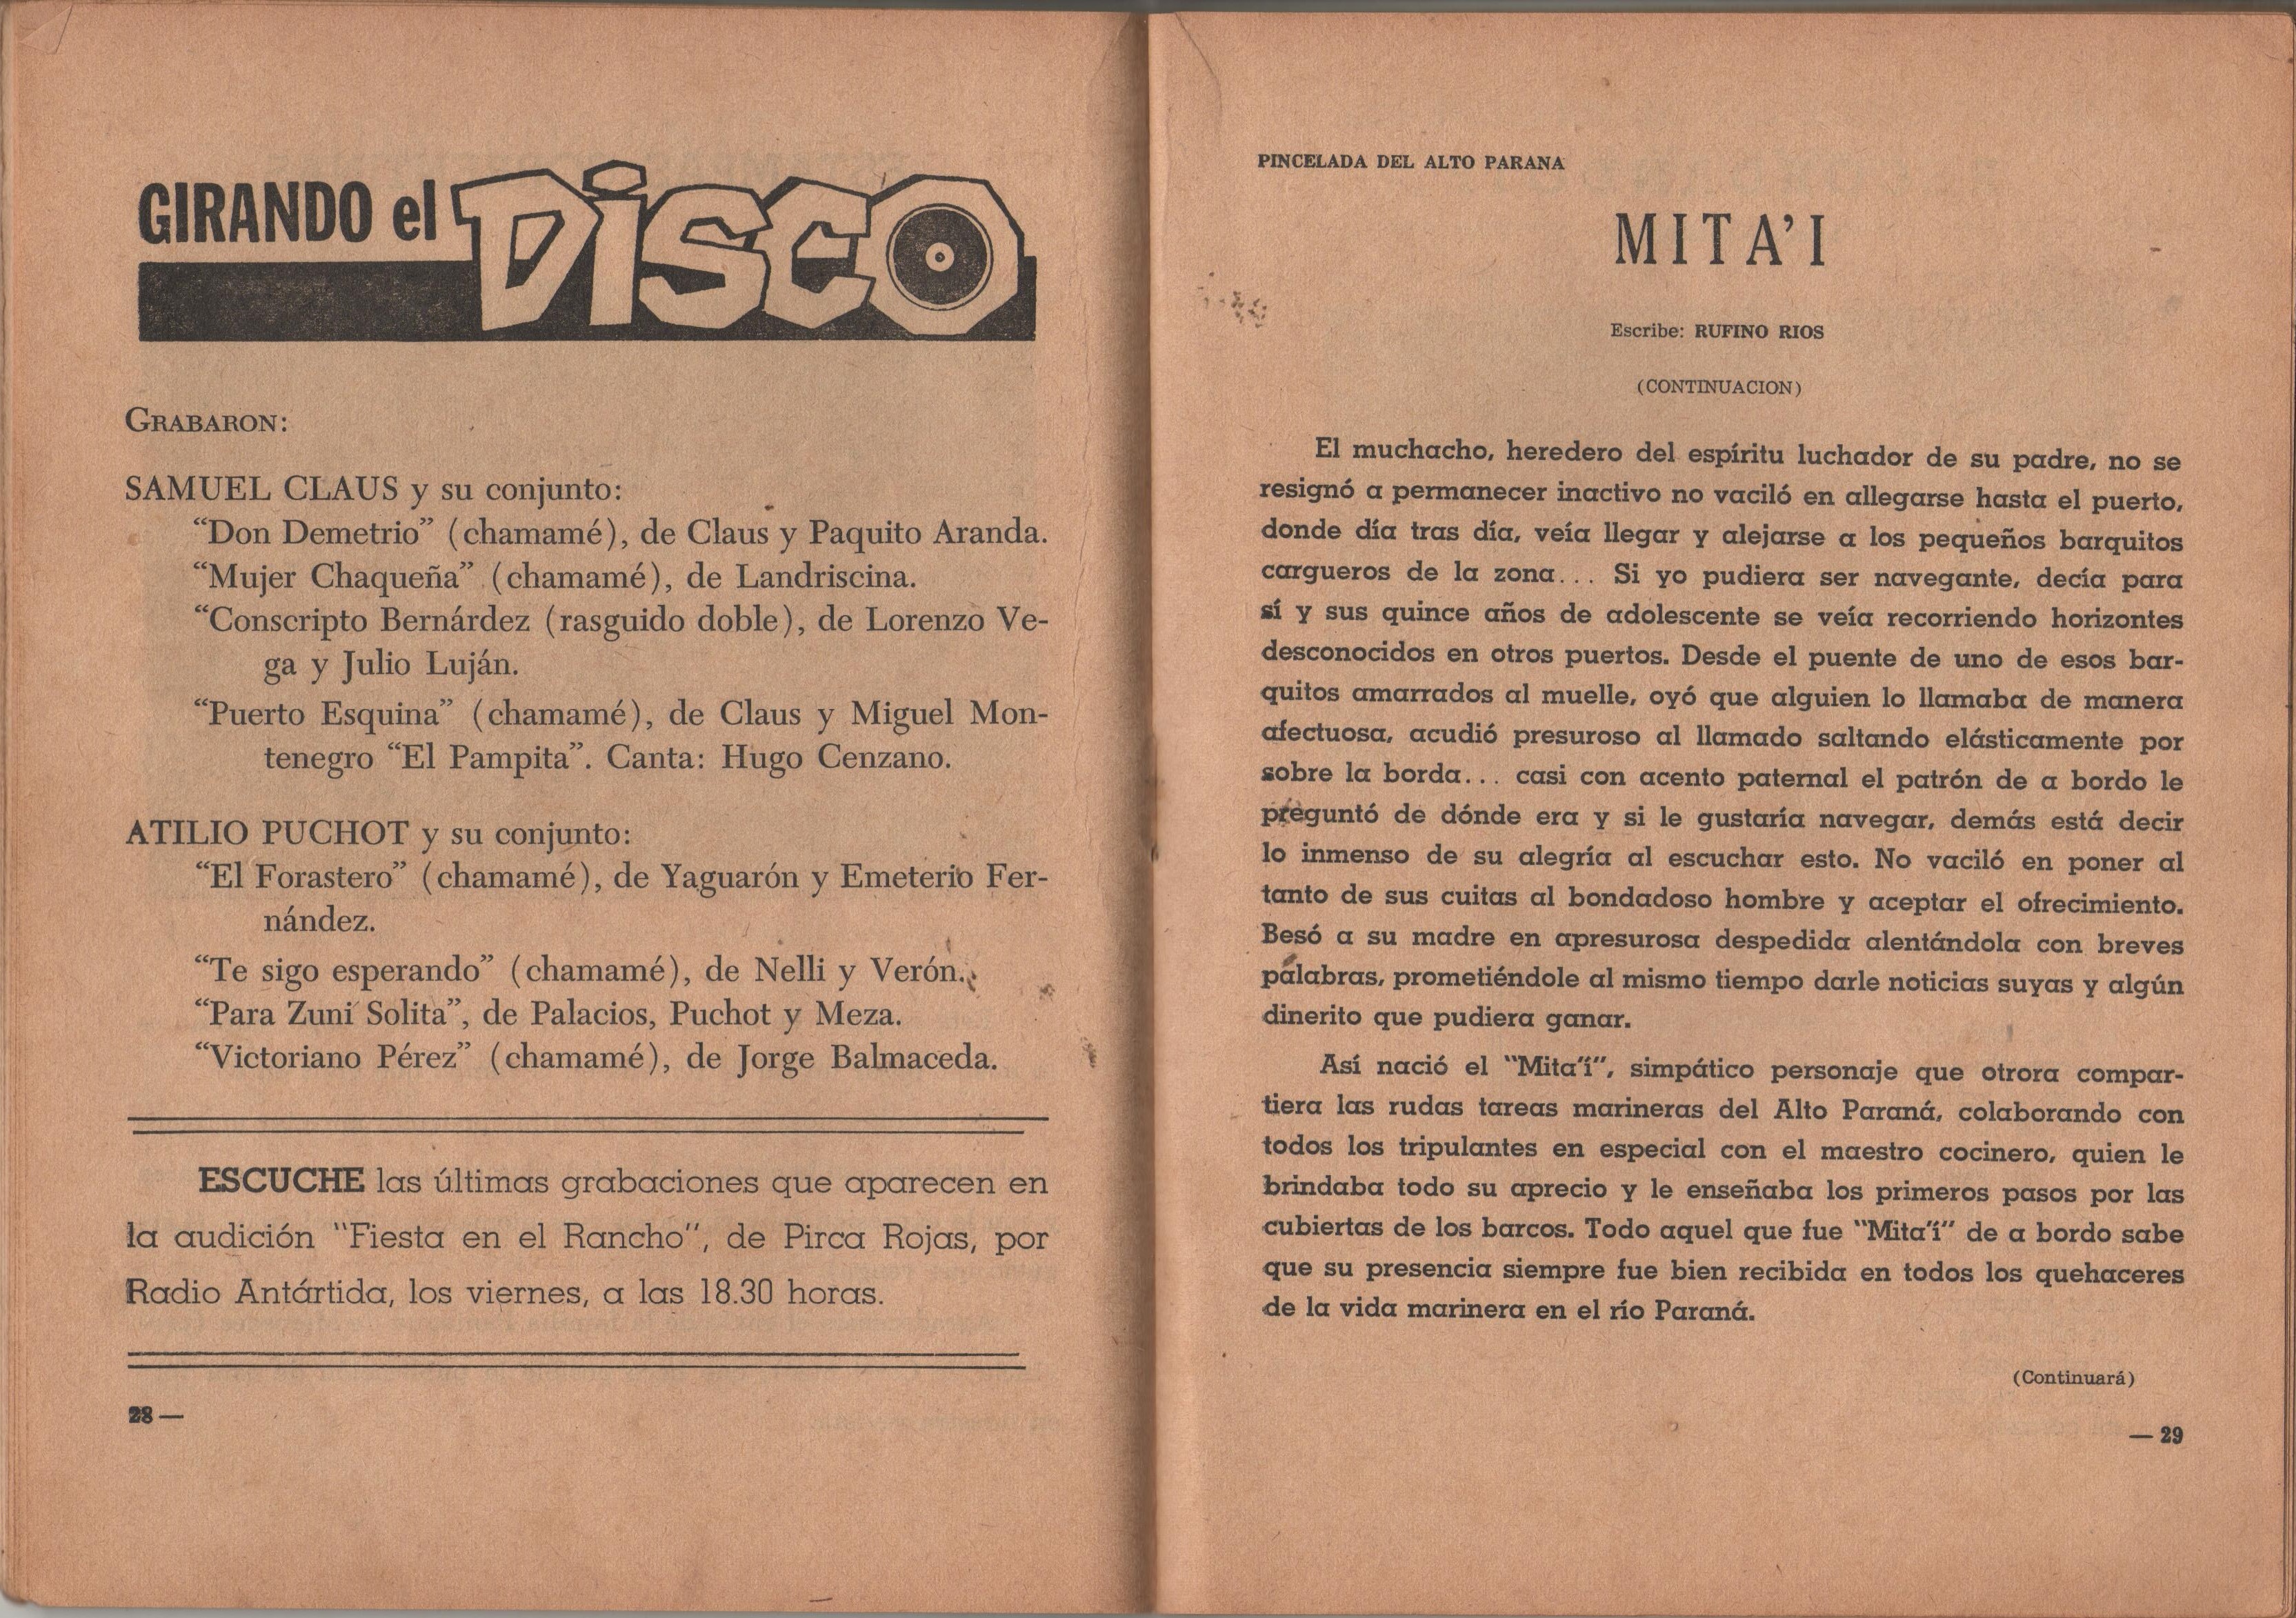 GIRANDO el DiSCO
GRABARON:
SAMUEL CLAUS y su conjunto:
“Don Demetrio” (chamamé), de Claus y Paquito Aranda.
“Mujer Chaqueña” (chamamé), de Landriscina.
“Conscripto Bernárdez (rasguido doble), de Lorenzo Ve-
ga y Julio Luján.
“Puerto Esquina” (chamamé), de Claus y Miguel Mon-
tenegro “El Pampita”. Canta: Hugo Cenzano.
ATILIO PUCHOT y su conjunto:
“El Forastero” (chamamé), de Yaguarón y Emeterio Fer-
nández.
“Te sigo esperando” (chamamé), de Nelli y Verón.
“Para Zuni Solita”, de Palacios, Puchot y Meza.
“Victoriano Pérez” (chamamé), de Jorge Balmaceda.
ESCUCHE las últimas grabaciones que aparecen en
la audición “Fiesta en el Rancho”, de Pirca Rojas, por
Radio Antártida, los viernes, a las 18.30 horas.
28 —
PINCELADA DEL ALTO PARANA
MITA’I
Escribe: RUFINO RIOS
(CONTINUACION)
El muchacho, heredero del espíritu luchador de su padre, no se
resignó a permanecer inactivo no vaciló en allegarse hasta el puerto,
donde día tras día, veía llegar y alejarse a los pequeños barquitos
cargueros de la zona... Si yo pudiera ser navegante, decía para
sí y sus quince años de adolescente se veía recorriendo horizontes
desconocidos en otros puertos. Desde el puente de uno de esos bar-
quitos amarrados al muelle, oyó que alguien lo llamaba de manera
afectuosa, acudió presuroso al llamado saltando elásticamente por
sobre la borda... casi con acento paternal el patrón de a bordo le
preguntó de dónde era y si le gustaría navegar, demás está decir
lo inmenso de su alegría al escuchar esto. No vaciló en poner al
tanto de sus cuitas al bondadoso hombre y aceptar el ofrecimiento.
Besó a su madre en apresurosa despedida alentándola con breves
palabras, prometiéndole al mismo tiempo darle noticias suyas y algún
dinerito que pudiera ganar.
Así nació el “Mita’í”, simpático personaje que otrora compar-
tiera las rudas tareas marineras del Alto Paraná, colaborando con
todos los tripulantes en especial con el maestro cocinero, quien le
brindaba todo su aprecio y le enseñaba los primeros pasos por las
cubiertas de los barcos. Todo aquel que fue “Mita’í” de a bordo sabe
que su presencia siempre fue bien recibida en todos los quehaceres
de la vida marinera en el río Paraná.
(Continuará)
— 29